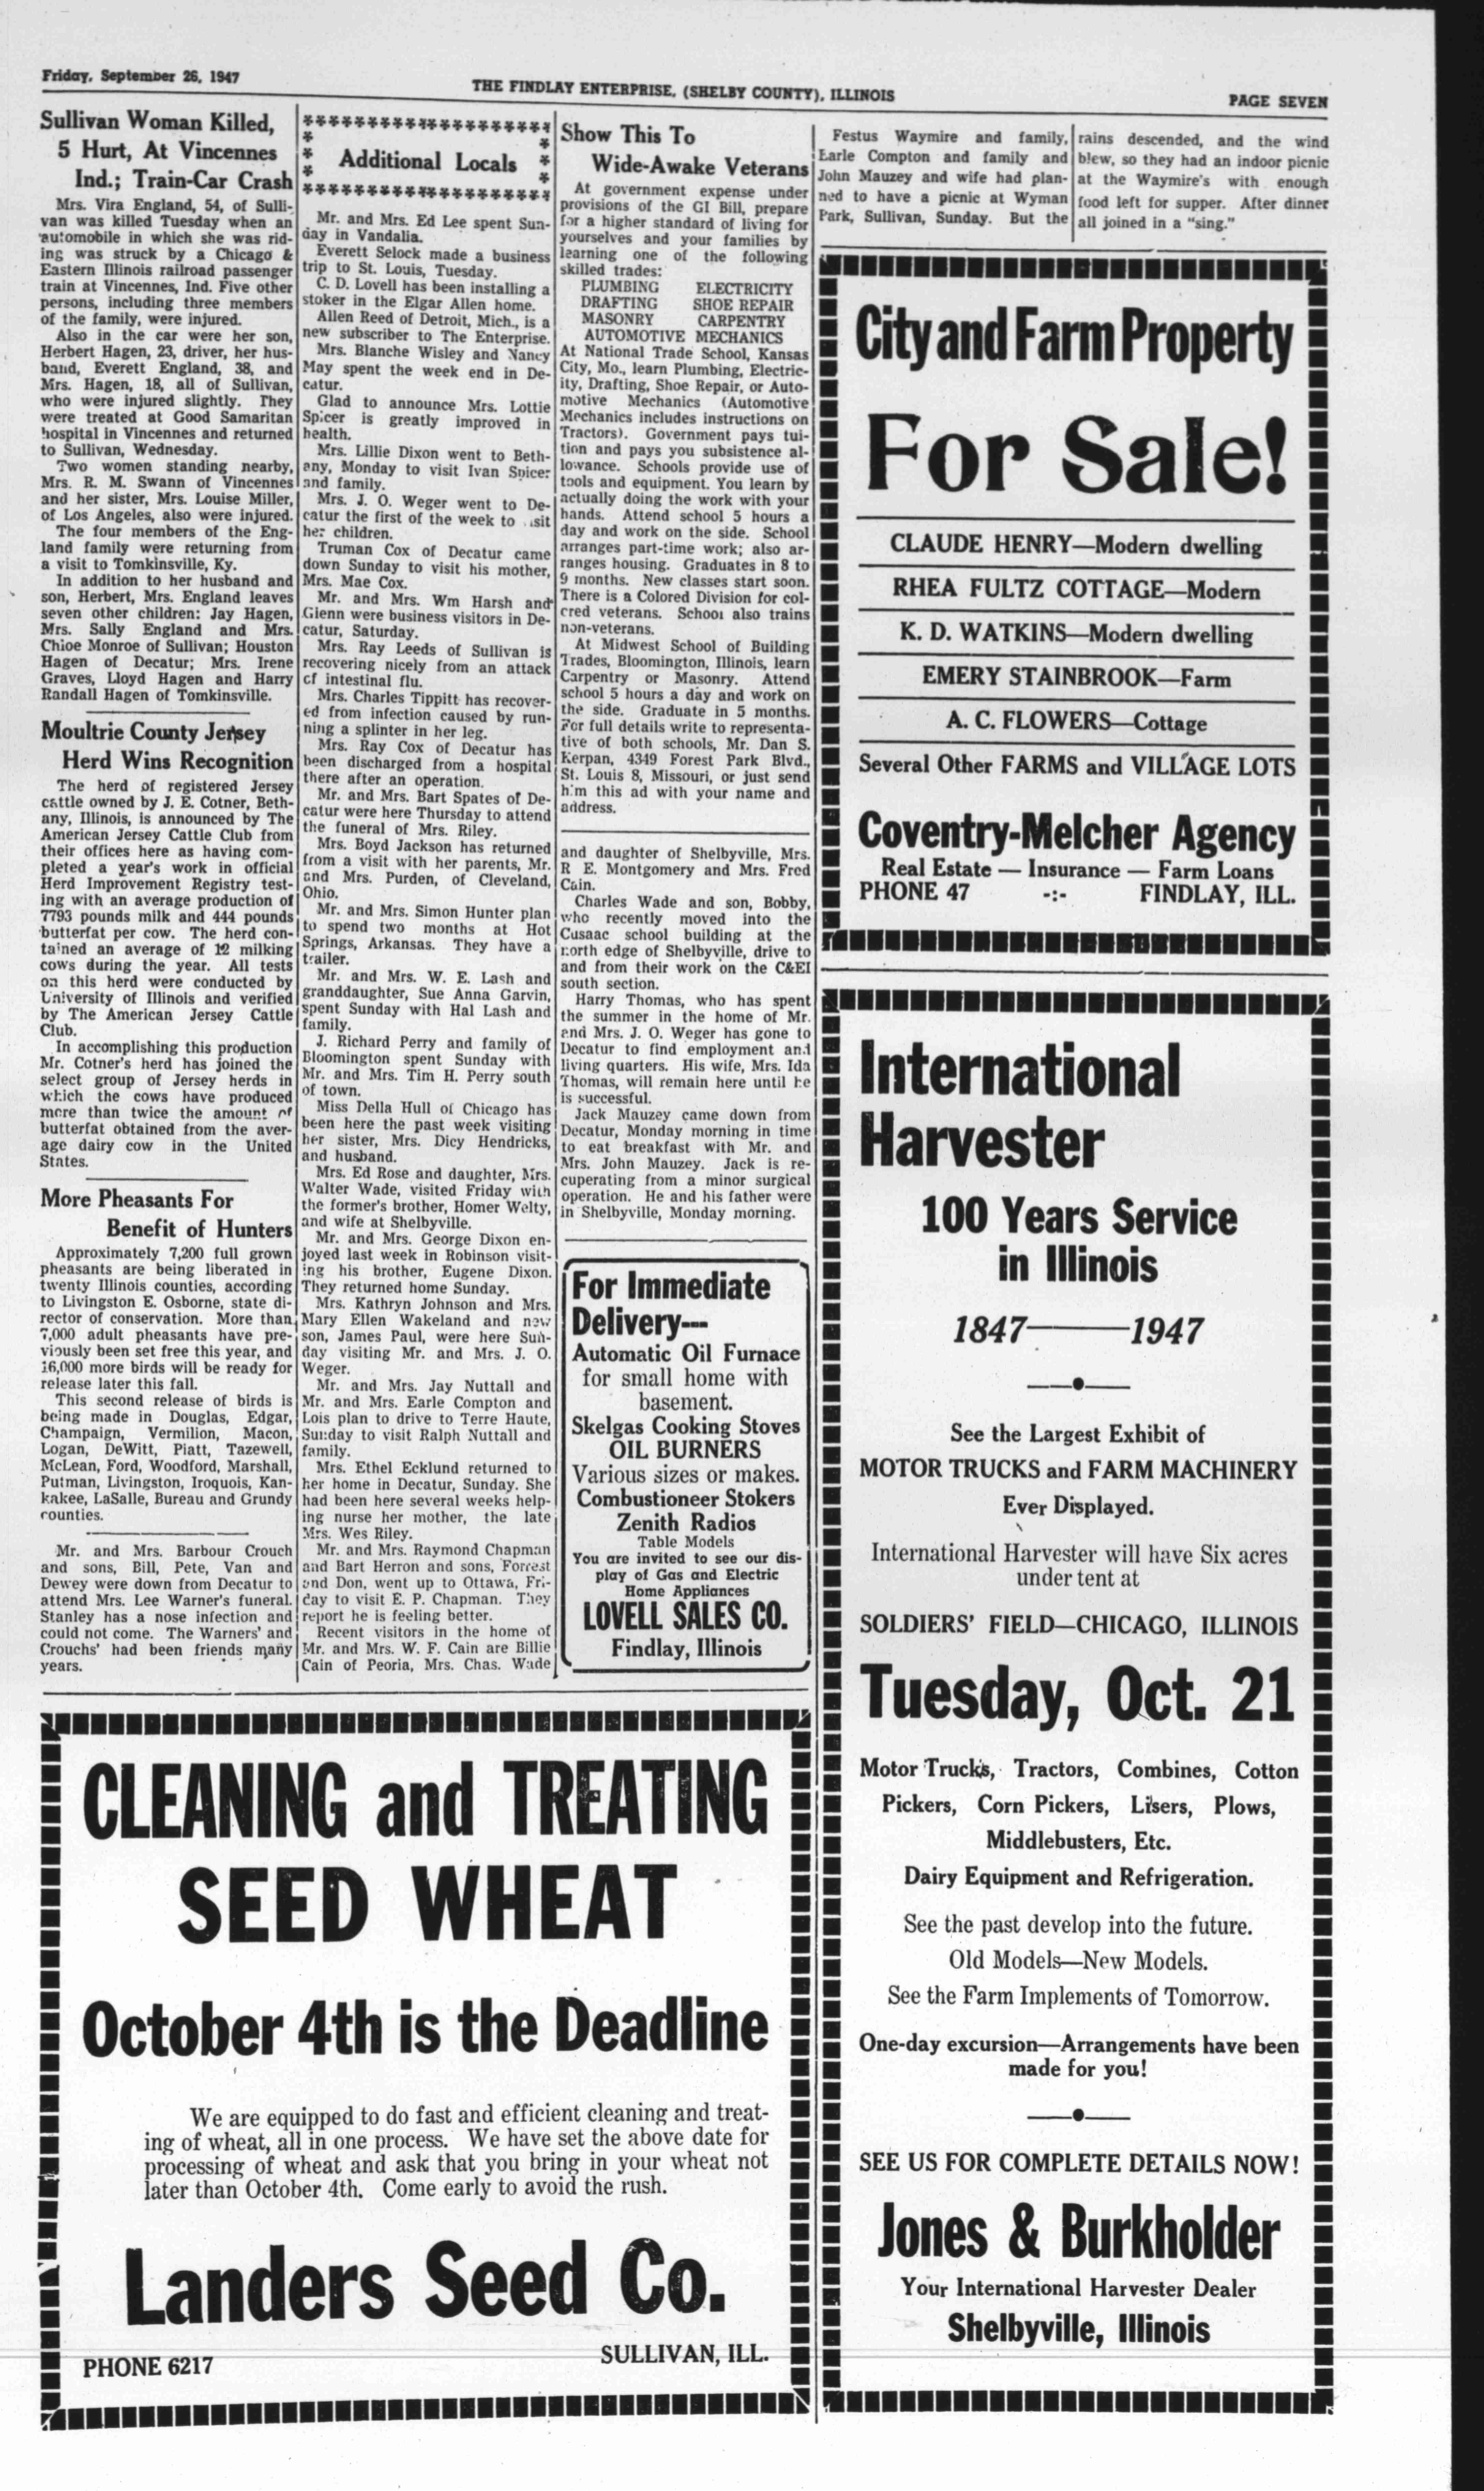 Friday, September 26, 1947
THE FINDLAY ENTERPRISE, (SHELBY COUNTY), ILLINOIS
PAGE SEVEN
Sullivan Woman Killed,
5 Hurt, At Vincennes
Ind.; Train-Car Crash
Mrs. Vira England, 54, of Sulli-
van was killed Tuesday when an
automobile in which she was rid-
ing was struck by a Chicago &
Eastern Illinois railroad passenger
train at Vincennes, Ind. Five other
persons, including three members
of the family, were injured.
Also in the car were her son,
Herbert Hagen, 23, driver, her hus-
band, Everett England, 38, and
Mrs. Hagen, 18, all of Sullivan,
who were injured slightly. They
were treated at Good Samaritan
hospital in Vincennes and returned
to Sullivan, Wednesday.
Two women standing nearby,
Mrs. R. M. Swann of Vincennes
and her sister, Mrs. Louise Miller,
of Los Angeles, also were injured.
The four members of the Eng-
land family were returning from
a visit to Tomkinsville, Ky.
In addition to her husband and
son, Herbert, Mrs. England leaves
seven other children: Jay Hagen,
Mrs. Sally England and Mrs.
Chloe Monroe of Sullivan; Houston
Hagen of Decatur; Mrs. Irene
Graves, Lloyd Hagen and Harry
Randall Hagen of Tomkinsville.
Moultrie County Jersey
Herd Wins Recognition
The herd of registered Jersey
cattle owned by J. E. Cotner, Beth-
any, Illinois, is announced by The
American Jersey Cattle Club from
their offices here as having com-
pleted a year's work in official
Herd Improvement Registry test-
ing with an average production of
7793 pounds milk and 444 pounds
butterfat per cow. The herd con-
tained an average of 12 milking
cows during the year. All tests
on this herd were conducted by
University of Illinois and verified
by The American Jersey Cattle
Club.
In accomplishing this production
Mr. Cotner's herd has joined the
select group of Jersey herds in
which the cows have produced
more than twice the amount of
butterfat obtained from the aver-
age dairy cow in the United
States.
More Pheasants For
Benefit of Hunters
Approximately 7,200 full grown
pheasants are being liberated in
twenty Illinois counties, according
to Livingston E. Osborne, state di-
rector of conservation. More than
7,000 adult pheasants have pre-
viously been set free this year, and
16,000 more birds will be ready for
release later this fall.
This second release of birds is
being made in Douglas, Edgar,
Champaign, Vermilion, Macon,
Logan, DeWitt, Piatt, Tazewell,
McLean, Ford, Woodford, Marshall,
Putman, Livingston, Iroquois, Kan-
kakee, LaSalle, Bureau and Grundy
counties.
Mr. and Mrs. Barbour Crouch
and sons, Bill, Pete, Van and
Dewey were down from Decatur to
attend Mrs. Lee Warner's funeral.
Stanley has a nose infection and
could not come. The Warners' and
Crouchs' had been friends many
years.
Additional Locals
Mr. and Mrs. Ed Lee spent Sun-
day in Vandalia.
Everett Selock made a business
trip to St. Louis, Tuesday.
C. D. Lovell has been installing a
stoker in the Elgar Allen home.
Allen Reed of Detroit, Mich., is a
new subscriber to The Enterprise.
Mrs. Blanche Wisley and Nancy
May spent the week end in De-
catur.
Glad to announce Mrs. Lottie
Spicer is greatly improved in
health.
Mrs. Lillie Dixon went to Beth-
any, Monday to visit Ivan Spicer
and family.
Mrs. J. O. Weger went to De-
catur the first of the week to isit
her children.
Truman Cox of Decatur came
down Sunday to visit his mother,
Mrs. Mae Cox.
Mr. and Mrs. Wm Harsh and
Glenn were business visitors in De-
catur, Saturday.
Mrs. Ray Leeds of Sullivan is
recovering nicely from an attack
of intestinal flu.
Mrs. Charles Tippitt has recover-
ed from infection caused by run-
ning a splinter in her leg.
Mrs. Ray Cox of Decatur has
been discharged from a hospital
there after an operation.
Mr. and Mrs. Bart Spates of De-
catur were here Thursday to attend
the funeral of Mrs. Riley.
Mrs. Boyd Jackson has returned
from a visit with her parents, Mr.
and Mrs. Purden, of Cleveland,
Ohio.
Mr. and Mrs. Simon Hunter plan
to spend two months at Hot
Springs, Arkansas. They have a
trailer.
Mr. and Mrs. W. E. Lash and
granddaughter, Sue Anna Garvin,
spent Sunday with Hal Lash and
family.
J. Richard Perry and family of
Bloomington spent Sunday with
Mr. and Mrs. Tim H. Perry south
of town.
Miss Della Hull of Chicago has
been here the past week visiting
her sister, Mrs. Dicy Hendricks,
and husband.
Mrs. Ed Rose and daughter, Mrs.
Walter Wade, visited Friday with
the former's brother, Homer Welty,
and wife at Shelbyville.
Mr. and Mrs. George Dixon en-
joyed last week in Robinson visit-
ing his brother, Eugene Dixon.
They returned home Sunday.
Mrs. Kathryn Johnson and Mrs.
Mary Ellen Wakeland and new
son, James Paul, were here Sun-
day visiting Mr. and Mrs. J. O.
Weger.
Mr. and Mrs. Jay Nuttall and
Mr. and Mrs. Earle Compton and
Lois plan to drive to Terre Haute,
Sunday to visit Ralph Nuttall and
family.
Mrs. Ethel Ecklund returned to
her home in Decatur, Sunday. She
had been here several weeks help-
ing nurse her mother, the late
Mrs. Wes Riley.
Mr. and Mrs. Raymond Chapman
and Bart Herron and sons, Forrest
and Don, went up to Ottawa, Fri-
day to visit E. P. Chapman. They
report he is feeling better.
Recent visitors in the home of
Mr. and Mrs. W. F. Cain are Billie
Cain of Peoria, Mrs. Chas. Wade
Show This To
Wide-Awake Veterans
At government expense under
provisions of the GI Bill, prepare
for a higher standard of living for
yourselves and your families by
learning one of the following
skilled trades:
PLUMBING ELECTRICITY
DRAFTING SHOE REPAIR
MASONRY CARPENTRY
AUTOMOTIVE MECHANICS
At National Trade School, Kansas
City, Mo., learn Plumbing, Electric-
ity, Drafting, Shoe Repair, or Auto-
motive Mechanics (Automotive
Mechanics includes instructions on
Tractors). Government pays tui-
tion and pays you subsistence al-
lowance. Schools provide use of
tools and equipment. You learn by
actually doing the work with your
hands. Attend school 5 hours a
day and work on the side. School
arranges part-time work; also ar-
ranges housing. Graduates in 8 to
9 months. New classes start soon.
There is a Colored Division for col-
ored veterans. School also trains
non-veterans.
At Midwest School of Building
Trades, Bloomington, Illinois, learn
Carpentry or Masonry. Attend
school 5 hours a day and work on
the side. Graduate in 5 months.
For full details write to representa-
tive of both schools, Mr. Dan S.
Kerpan, 4349 Forest Park Blvd.,
St. Louis 8, Missouri, or just send
him this ad with your name and
address.
and daughter of Shelbyville, Mrs.
R E. Montgomery and Mrs. Fred
Cain.
Charles Wade and son, Bobby,
who recently moved into the
Cusaac school building at the
north edge of Shelbyville, drive to
and from their work on the C&EI
south section.
Harry Thomas, who has spent
the summer in the home of Mr.
and Mrs. J. O. Weger has gone to
Decatur to find employment and
living quarters. His wife, Mrs. Ida
Thomas, will remain here until he
is successful.
Jack Mauzey came down from
Decatur, Monday morning in time
to eat breakfast with Mr. and
Mrs. John Mauzey. Jack is re-
cuperating from a minor surgical
operation. He and his father were
in Shelbyville, Monday morning.
For Immediate
Delivery---
Automatic Oil Furnace
for small home with
basement.
Skelgas Cooking Stoves
OIL BURNERS
Various sizes or makes.
Combustioneer Stokers
Zenith Radios
Table Models
You are invited to see our dis-
play of Gas and Electric
Home Appliances
LOVELL SALES CO.
Findlay, Illinois
Festus Waymire and family,
Earle Compton and family and
John Mauzey and wife had plan-
ned to have a picnic at Wyman
Park, Sullivan, Sunday. But the
rains descended, and the wind
blew, so they had an indoor picnic
at the Waymire's with enough
food left for supper. After dinner
all joined in a "sing."
City and Farm Property
For Sale!
CLAUDE HENRY—Modern dwelling
RHEA FULTZ COTTAGE—Modern
K. D. WATKINS—Modern dwelling
EMERY STAINBROOK—Farm
A. C. FLOWERS—Cottage
Several Other FARMS and VILLAGE LOTS
Coventry-Melcher Agency
Real Estate — Insurance — Farm Loans
PHONE 47 -:- FINDLAY, ILL.
International
Harvester
100 Years Service
in Illinois
1847——1947
See the Largest Exhibit of
MOTOR TRUCKS and FARM MACHINERY
Ever Displayed.
International Harvester will have Six acres
under tent at
SOLDIERS' FIELD—CHICAGO, ILLINOIS
Tuesday, Oct. 21
Motor Trucks, Tractors, Combines, Cotton
Pickers, Corn Pickers, Lisers, Plows,
Middlebusters, Etc.
Dairy Equipment and Refrigeration.
See the past develop into the future.
Old Models—New Models.
See the Farm Implements of Tomorrow.
One-day excursion—Arrangements have been
made for you!
SEE US FOR COMPLETE DETAILS NOW!
Jones & Burkholder
Your International Harvester Dealer
Shelbyville, Illinois
CLEANING and TREATING
SEED WHEAT
October 4th is the Deadline
We are equipped to do fast and efficient cleaning and treat-
ing of wheat, all in one process. We have set the above date for
processing of wheat and ask that you bring in your wheat not
later than October 4th. Come early to avoid the rush.
Landers Seed Co.
PHONE 6217
SULLIVAN, ILL.